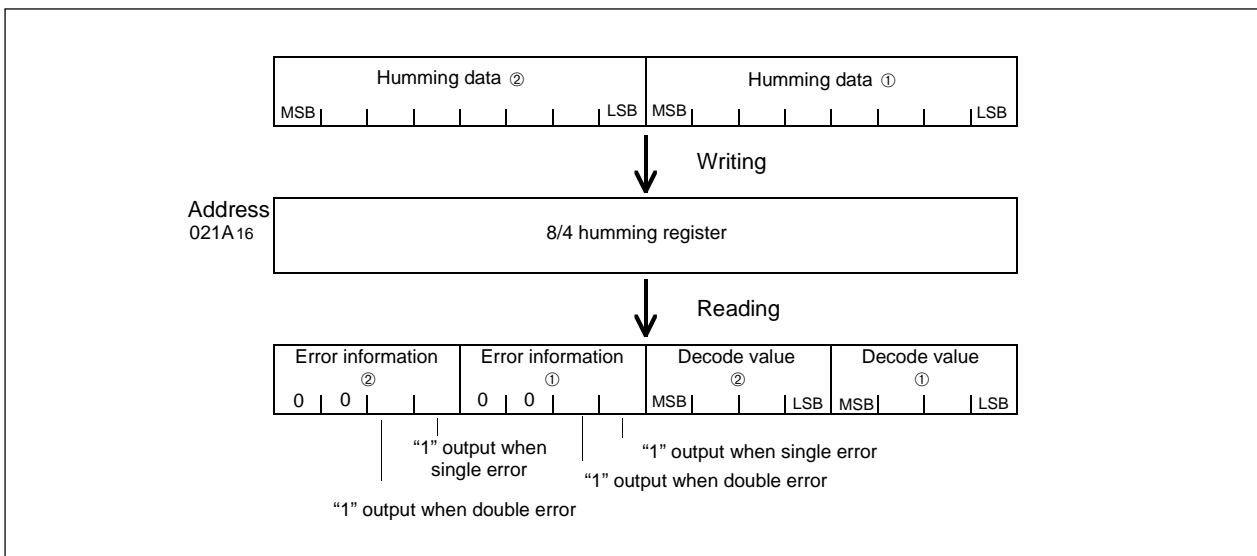 Humming data ② Humming data ①
MSB LSB MSB LSB
Writing
Address
021A16 8/4 humming register
Reading
Error information Error information Decode value Decode value
② ① ② ①
0 0 0 0 MSB LSB MSB LSB
“1” output when “1” output when single error
single error
“1” output when double error
“1” output when double error